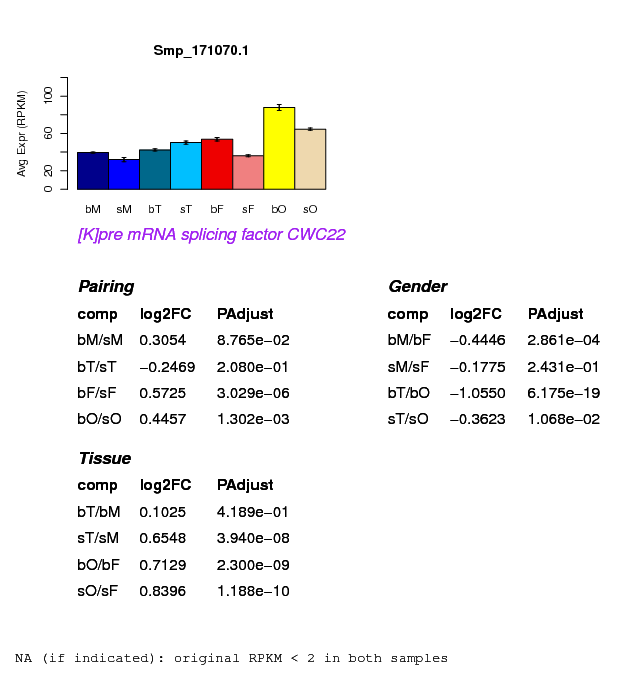 Smp_171070.1
Avg Expr (RPKM)
100
60
20
0
bM sM bT sT bF sF bO sO
[K]pre mRNA splicing factor CWC22
Pairing
comp log2FC PAdjust
bM/sM 0.3054 8.765e−02
bT/sT −0.2469 2.080e−01
bF/sF 0.5725 3.029e−06
bO/sO 0.4457 1.302e−03
Gender
comp log2FC PAdjust
bM/bF −0.4446 2.861e−04
sM/sF −0.1775 2.431e−01
bT/bO −1.0550 6.175e−19
sT/sO −0.3623 1.068e−02
Tissue
comp log2FC PAdjust
bT/bM 0.1025 4.189e−01
sT/sM 0.6548 3.940e−08
bO/bF 0.7129 2.300e−09
sO/sF 0.8396 1.188e−10
NA (if indicated): original RPKM < 2 in both samples